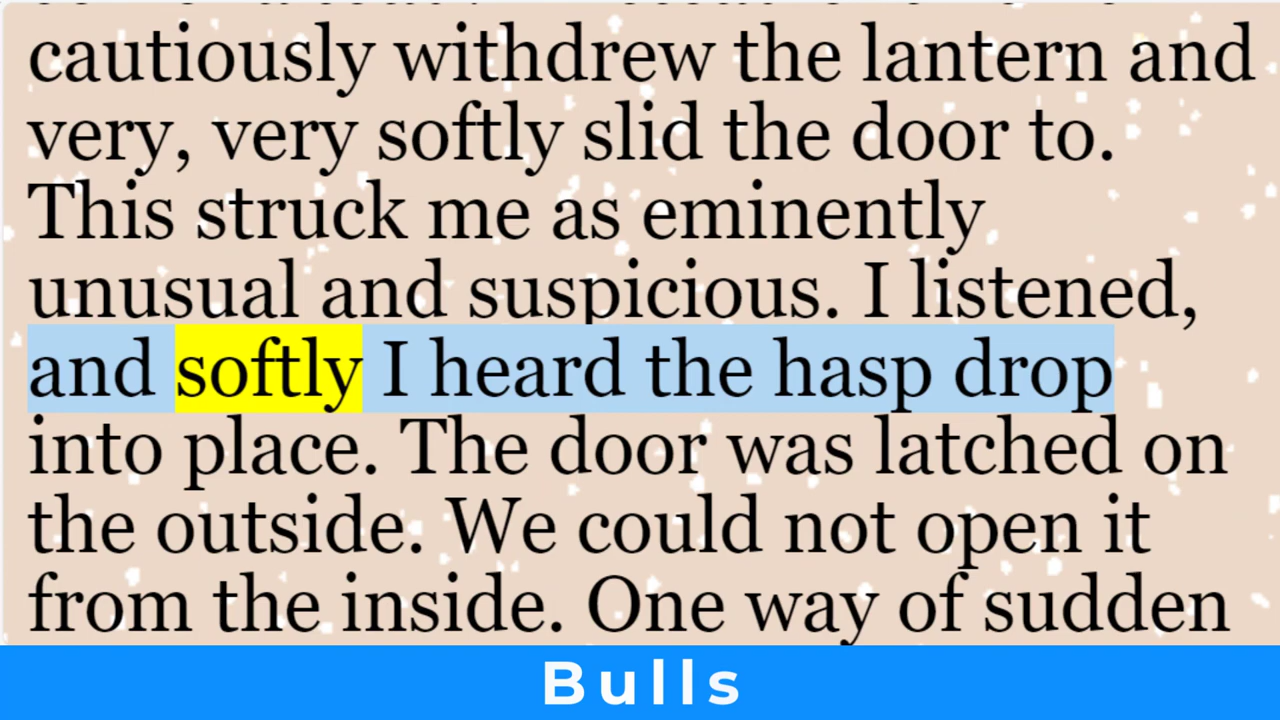 cautiously withdrew the lantern and
very, very softly slid the door to.
This struck me as eminently
unusual and suspicious. I listened,
and softly I heard the hasp drop
into place. The door was latched on
the outside. We could not open it
from the inside. One way of sudden
Bulls